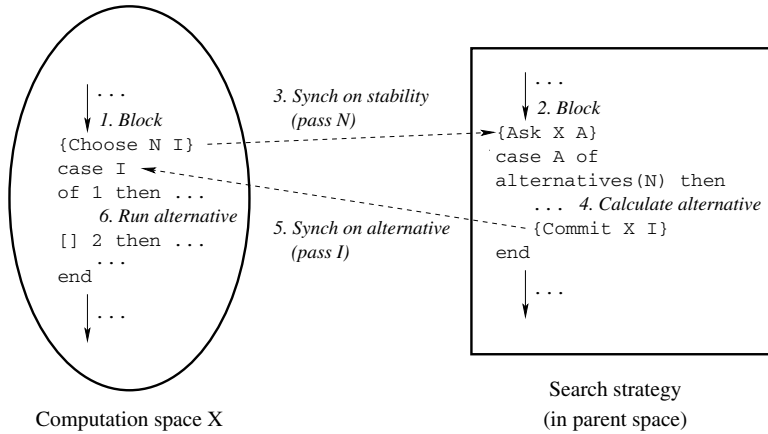 ...
1. Block
{Choose N I}
case I
of 1 then ...
6. Run alternative
[] 2 then ...
...
end
...
Computation space X
3. Synch on stability
(pass N)
5. Synch on alternative
(pass I)
...
2. Block
{Ask X A}
case A of
alternatives(N) then
... 4. Calculate alternative
{Commit X I}
end
...
Search strategy
(in parent space)